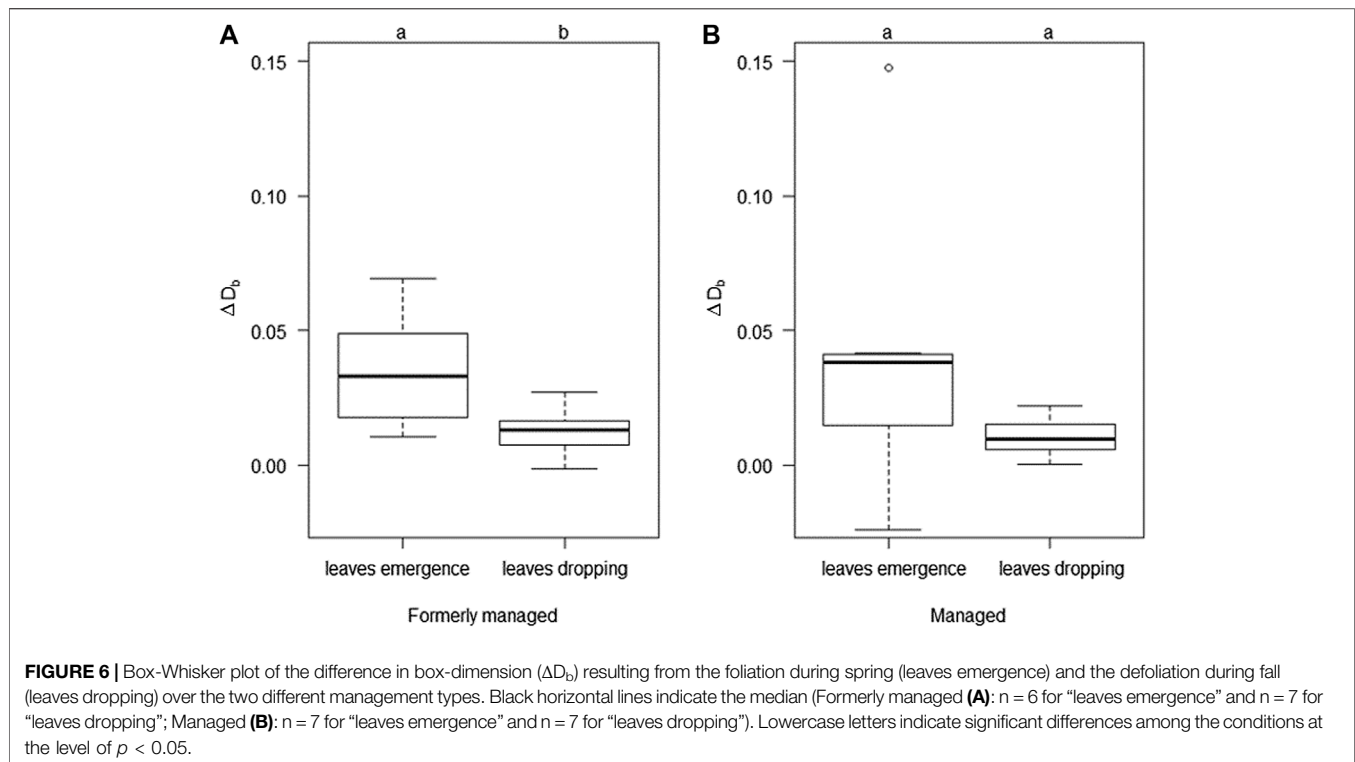 A
B
a b
a a
0.15
0.10
0.05
0.00
Δ Db
leaves emergence leaves dropping
Formerly managed
0.15
0.10
0.05
0.00
Δ Db
leaves emergence leaves dropping
Managed
FIGURE 6 | Box-Whisker plot of the difference in box-dimension (ΔDb) resulting from the foliation during spring (leaves emergence) and the defoliation during fall
(leaves dropping) over the two different management types. Black horizontal lines indicate the median (Formerly managed (A): n = 6 for “leaves emergence” and n = 7 for
“leaves dropping”; Managed (B): n = 7 for “leaves emergence” and n = 7 for “leaves dropping”). Lowercase letters indicate significant differences among the conditions at
the level of p < 0.05.